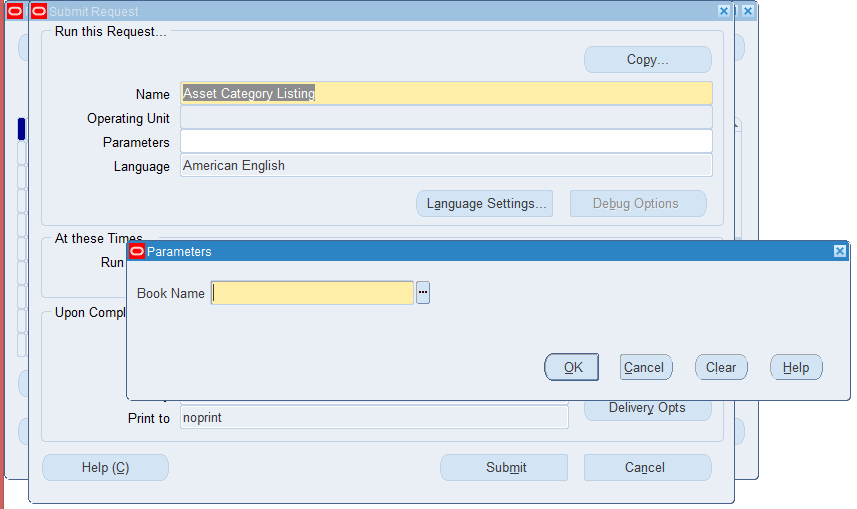 Submit Request
Run this Request...
Copy...
Name Asset Category Listing
Operating Unit
Parameters
Language American English
Language Settings... Debug Options
At these Times
Run
Parameters
Book Name
Upon Compl
OK Cancel Clear Help
Print to noprint
Delivery Opts
Help (C) Submit Cancel